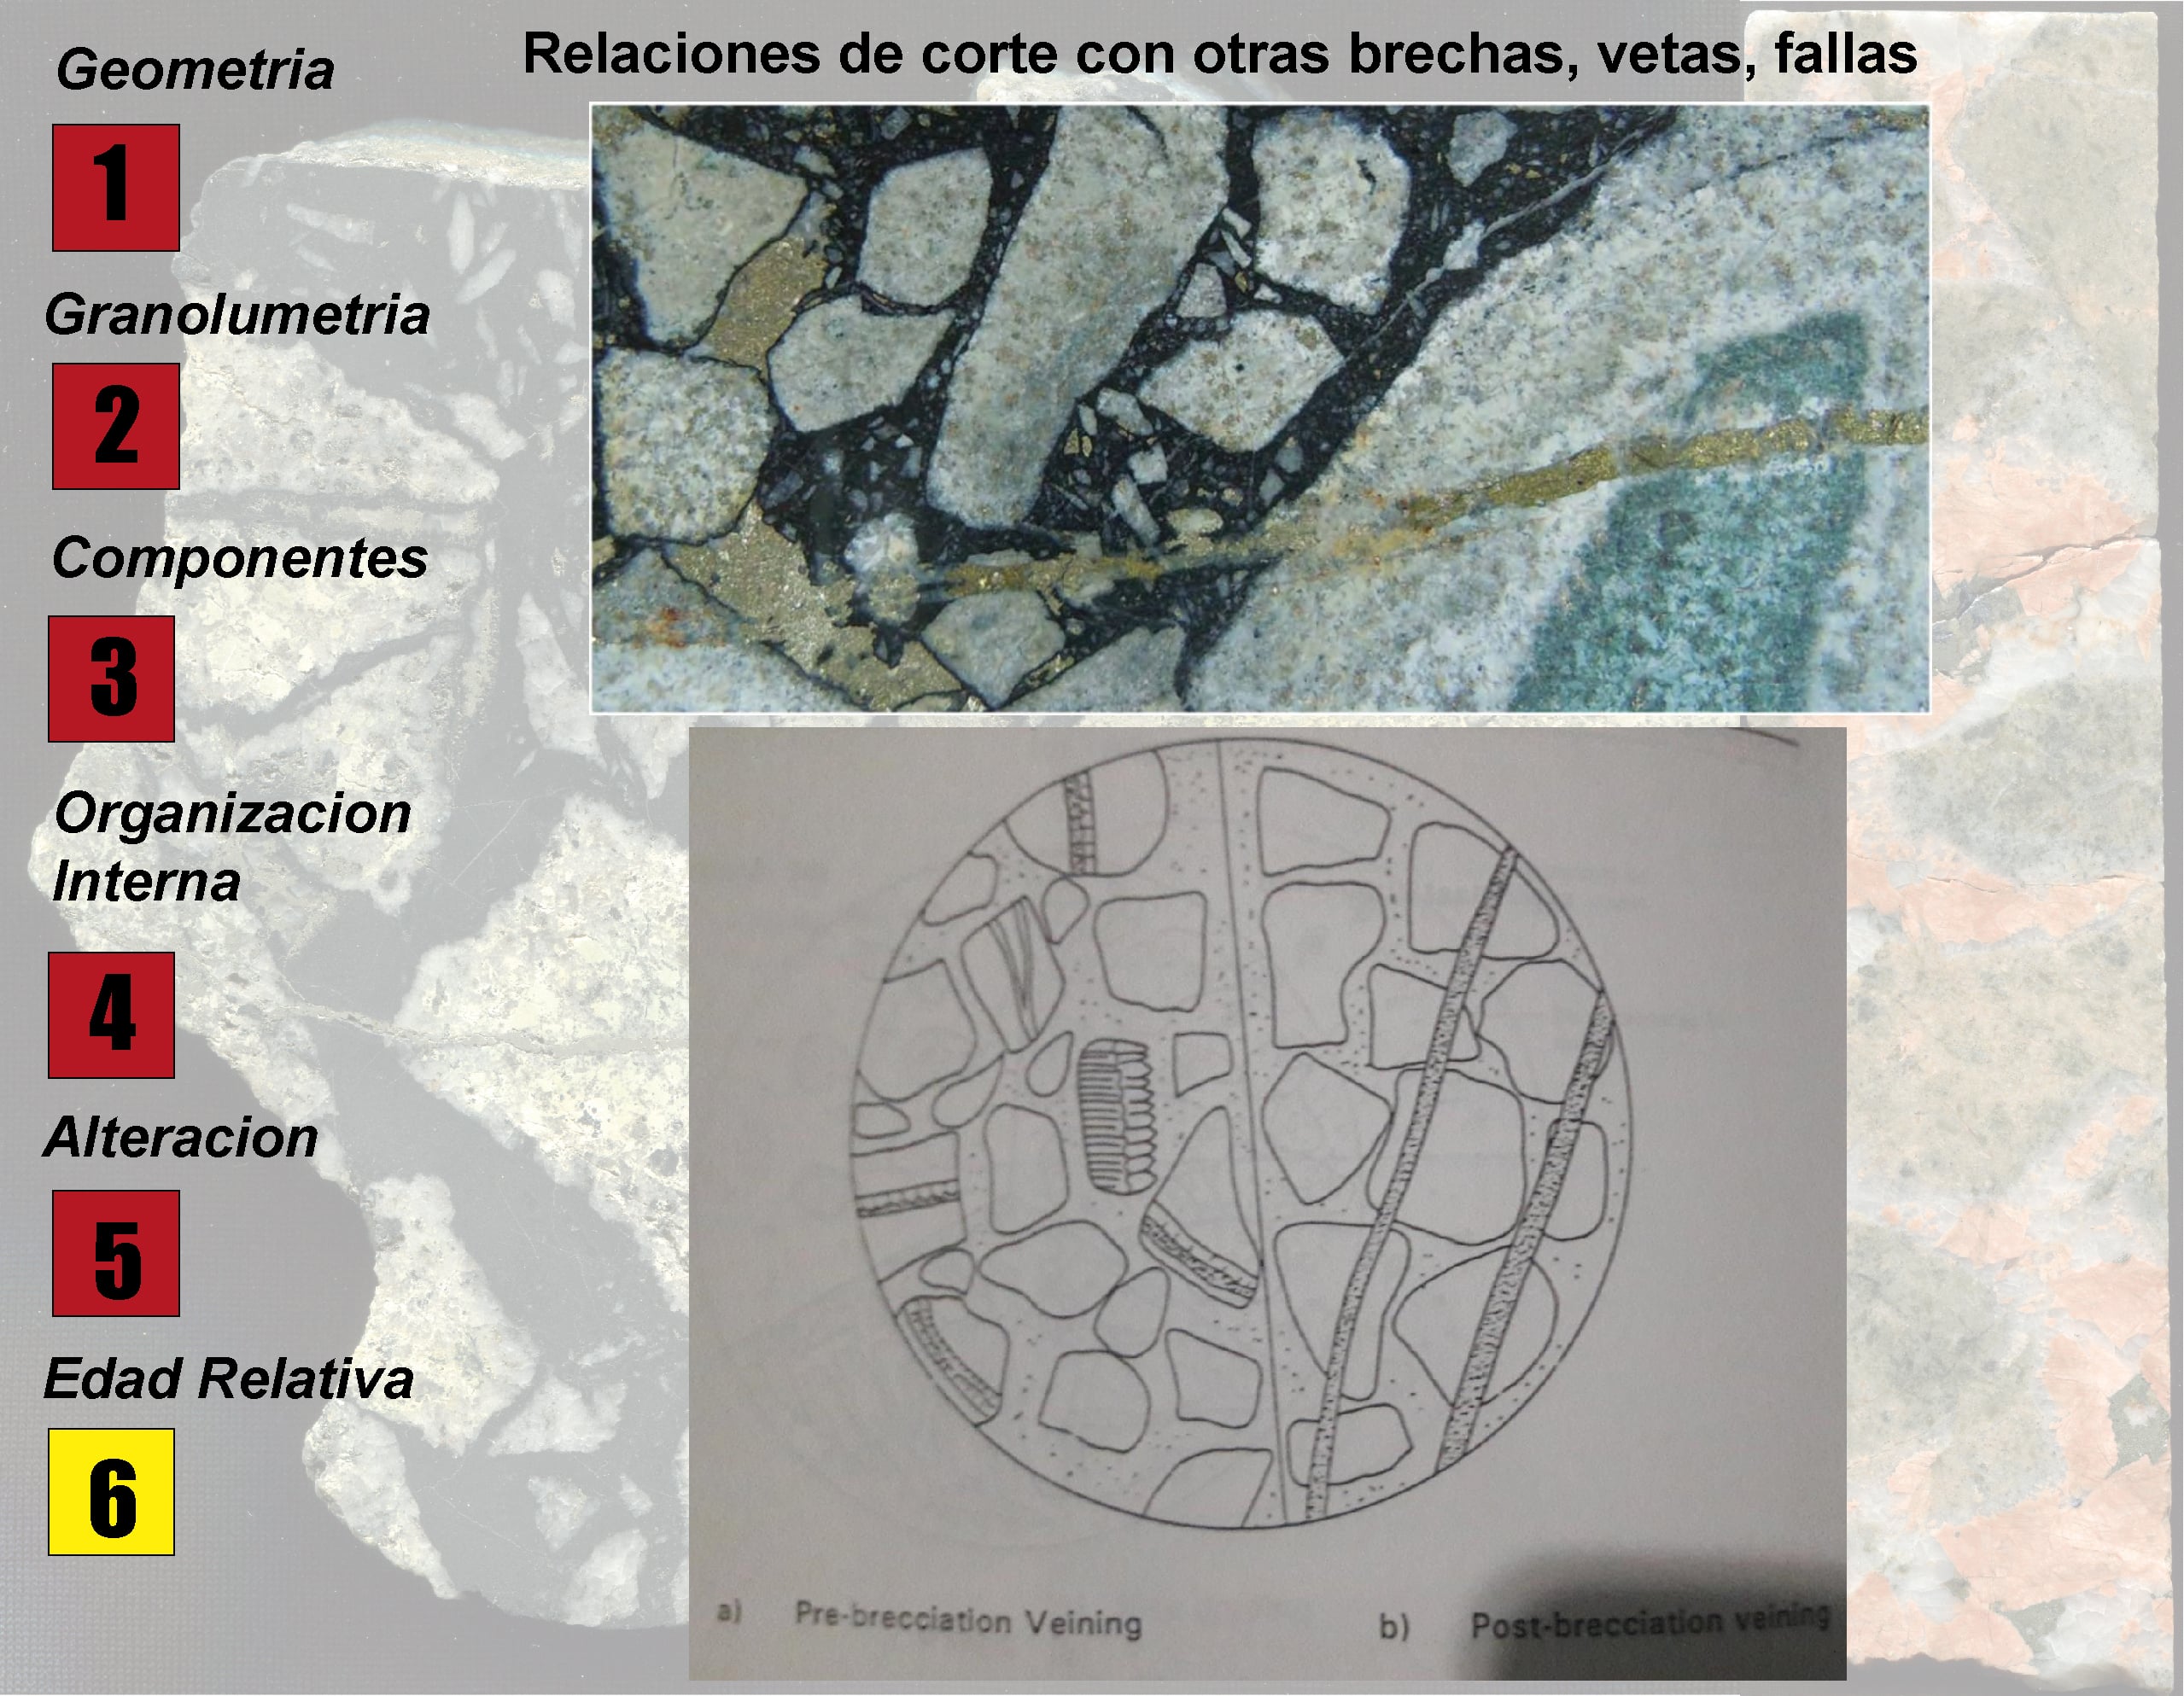 Relaciones de corte con otras brechas, vetas, fallas
Geometria
1
Granolumetria
2
Componentes
3
Organizacion
Interna
4
Alteracion
5
Edad Relativa
6
a) Pre-brecciation Veining
b) Post-brecciation veining